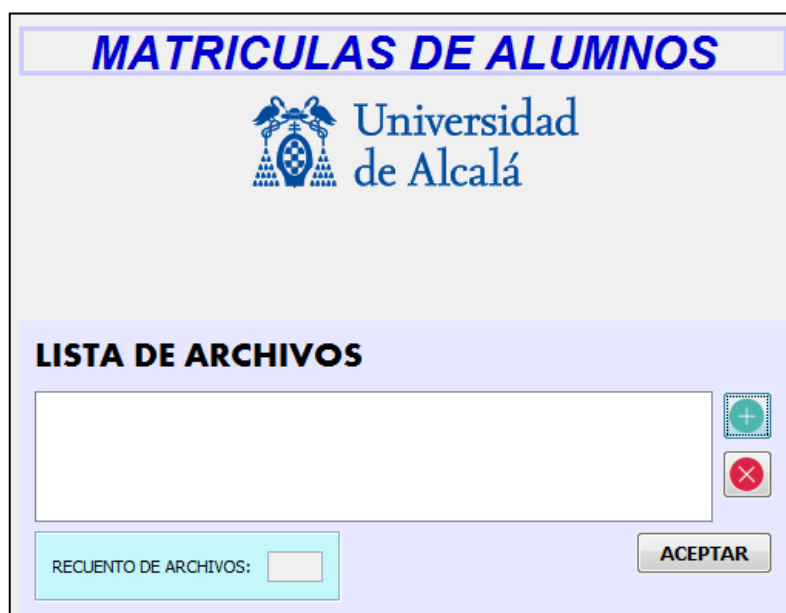 MATRICULAS DE ALUMNOS
Universidad
de Alcalá
LISTA DE ARCHIVOS
RECUENTO DE ARCHIVOS:
ACEPTAR